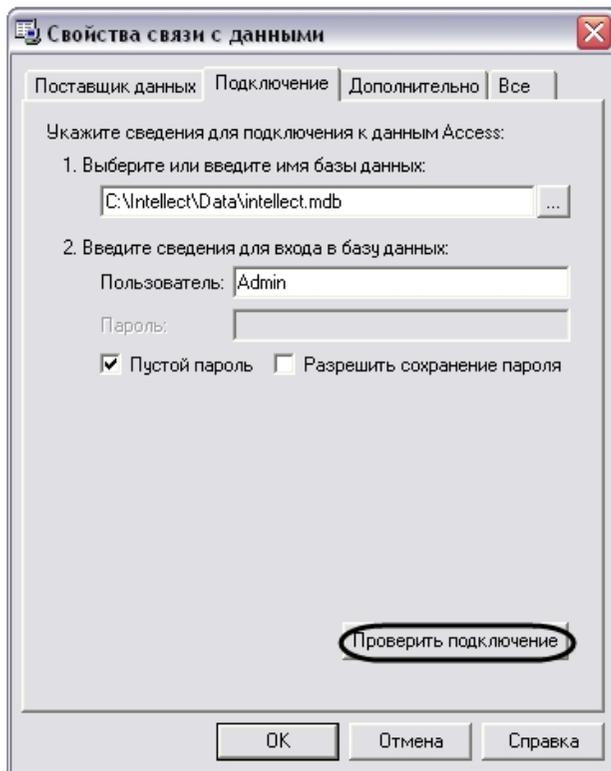 Свойства связи с данными
Поставщик данных Подключение Дополнительно Все
Укажите сведения для подключения к данным Access:
1. Выберите или введите имя базы данных:
C:\Intellect\Data\intellect.mdb ...
2. Введите сведения для входа в базу данных:
Пользователь: Admin
Пароль:
Пустой пароль Разрешить сохранение пароля
Проверить подключение
OK Отмена Справка